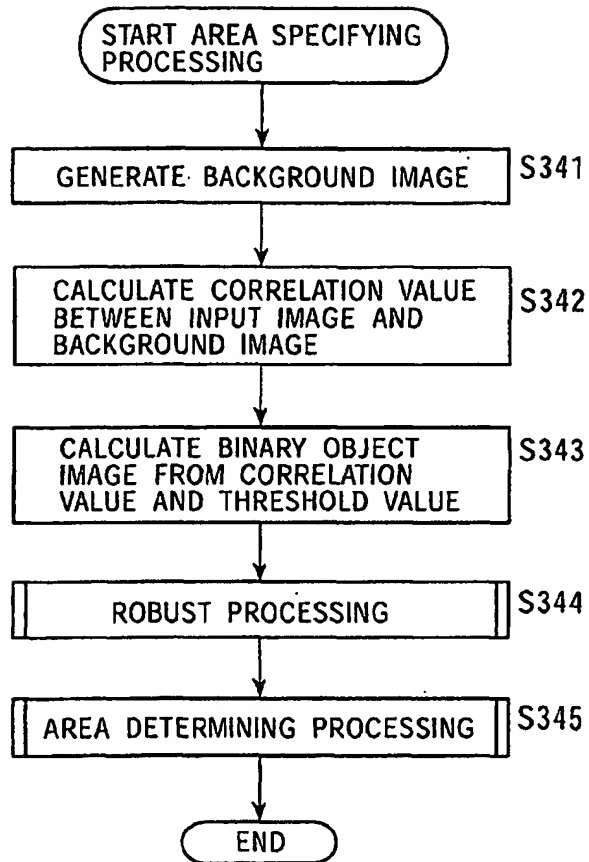 START AREA SPECIFYING
PROCESSING
GENERATE BACKGROUND IMAGE
S341
CALCULATE CORRELATION VALUE
BETWEEN INPUT IMAGE AND
BACKGROUND IMAGE
S342
CALCULATE BINARY OBJECT
IMAGE FROM CORRELATION
VALUE AND THRESHOLD VALUE
S343
ROBUST PROCESSING
S344
AREA DETERMINING PROCESSING
S345
END